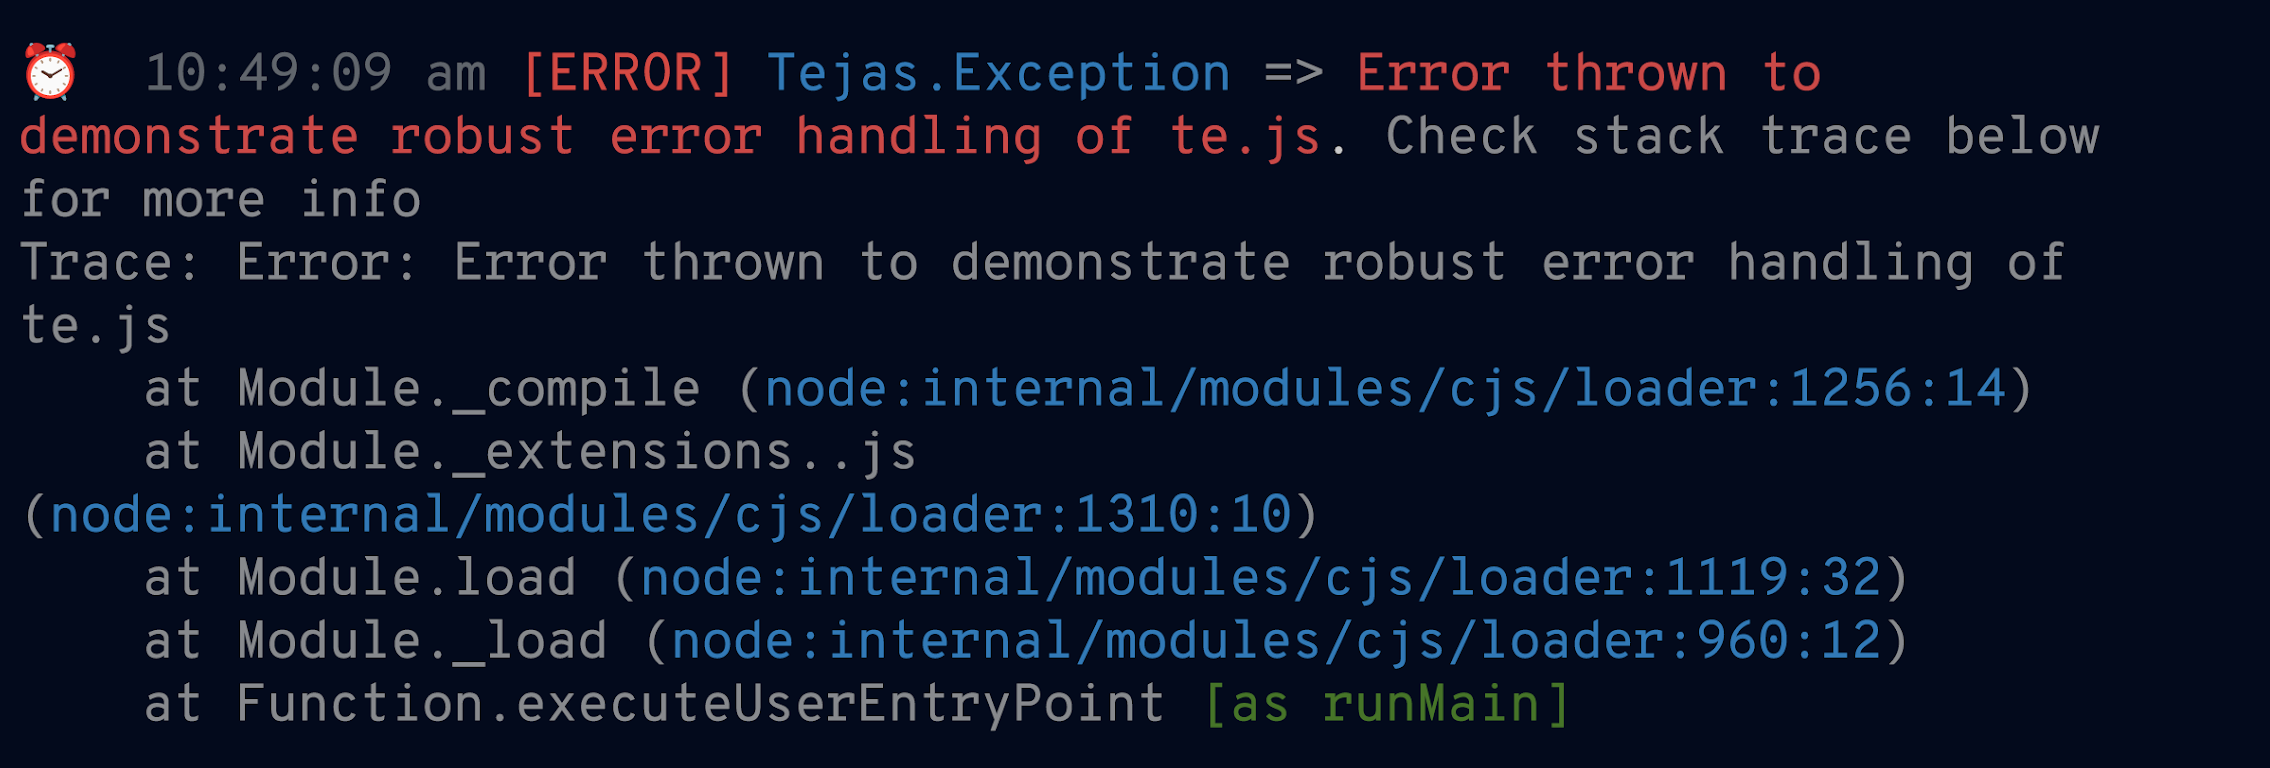 10:49:09 am [ERROR] Tejas.Exception => Error thrown to
demonstrate robust error handling of te.js. Check stack trace below
for more info
Trace: Error: Error thrown to demonstrate robust error handling of
te.js
    at Module._compile (node:internal/modules/cjs/loader:1256:14)
    at Module._extensions..js
(node:internal/modules/cjs/loader:1310:10)
    at Module.load (node:internal/modules/cjs/loader:1119:32)
    at Module._load (node:internal/modules/cjs/loader:960:12)
    at Function.executeUserEntryPoint [as runMain]